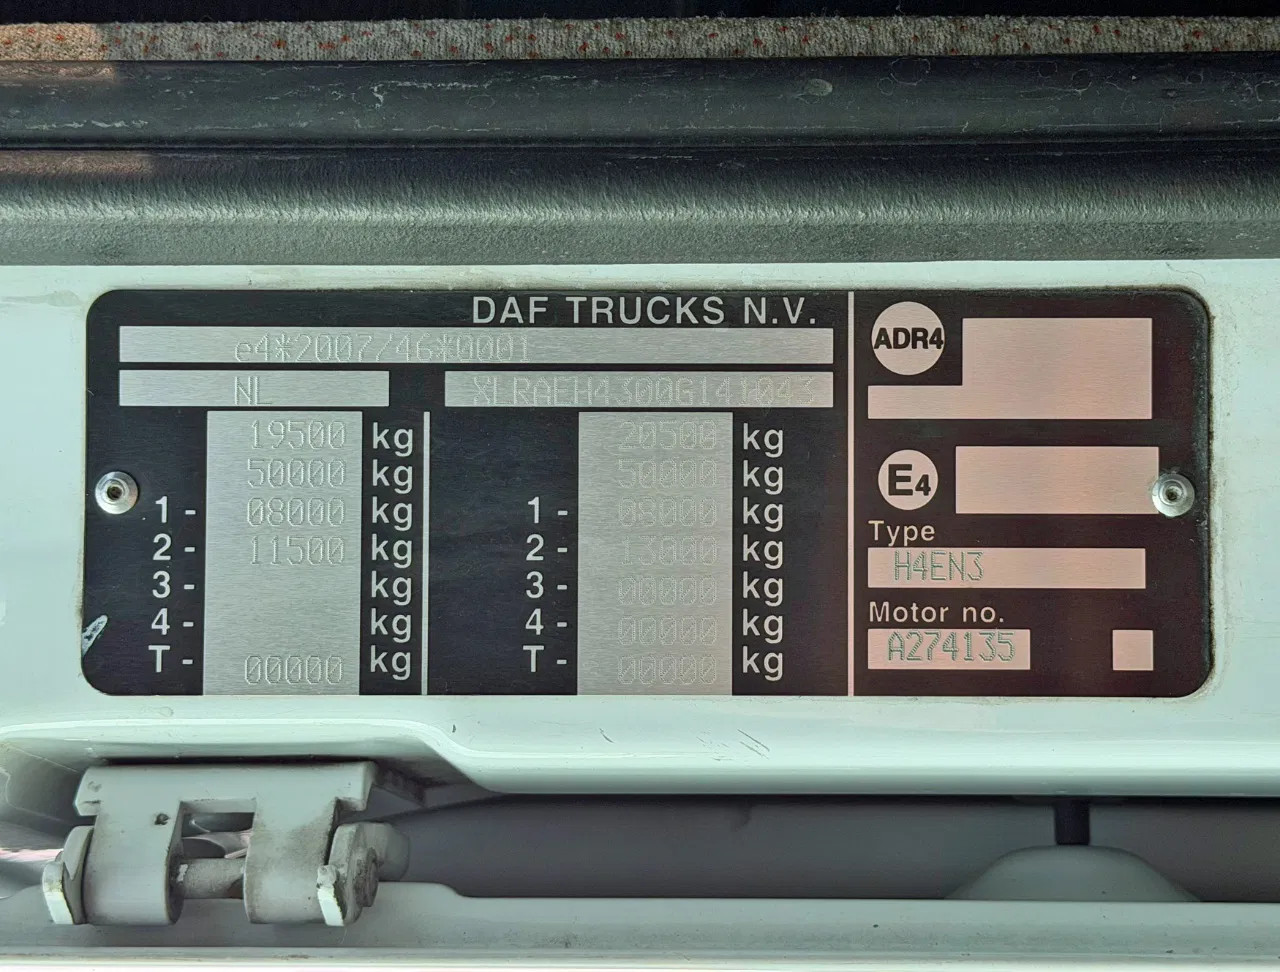 DAF TRUCKS N.V.
e4*2007/46*0001
NL XLRAEH4300G141043
19500 kg 20500 kg
50000 kg 50000 kg
1- 08000 kg 1- 08000 kg
2- 11500 kg 2- 13000 kg
3- kg 3- 00000 kg
4- kg 4- 00000 kg
T- 00000 kg T- 00000 kg
ADR4
E4
Type
H4EN3
Motor no.
A274135